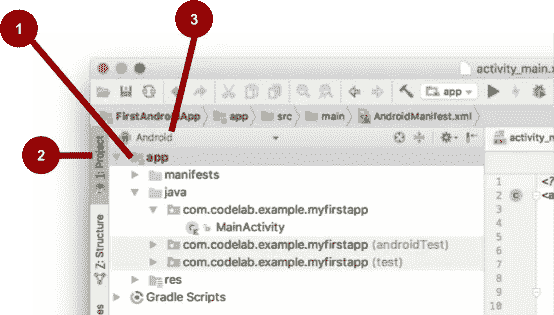 1
3
2
activity_main.x
app
FirstAndroidApp
app
src
main
AndroidManifest.xml
Android
activity_m
1: Project
app
manifests
java
com.codelab.example.myfirstapp
MainActivity
com.codelab.example.myfirstapp (androidTest)
com.codelab.example.myfirstapp (test)
res
Gradle Scripts
Z: Structure
1
2
3
4
5
6
7
8
9
10
<?
<a